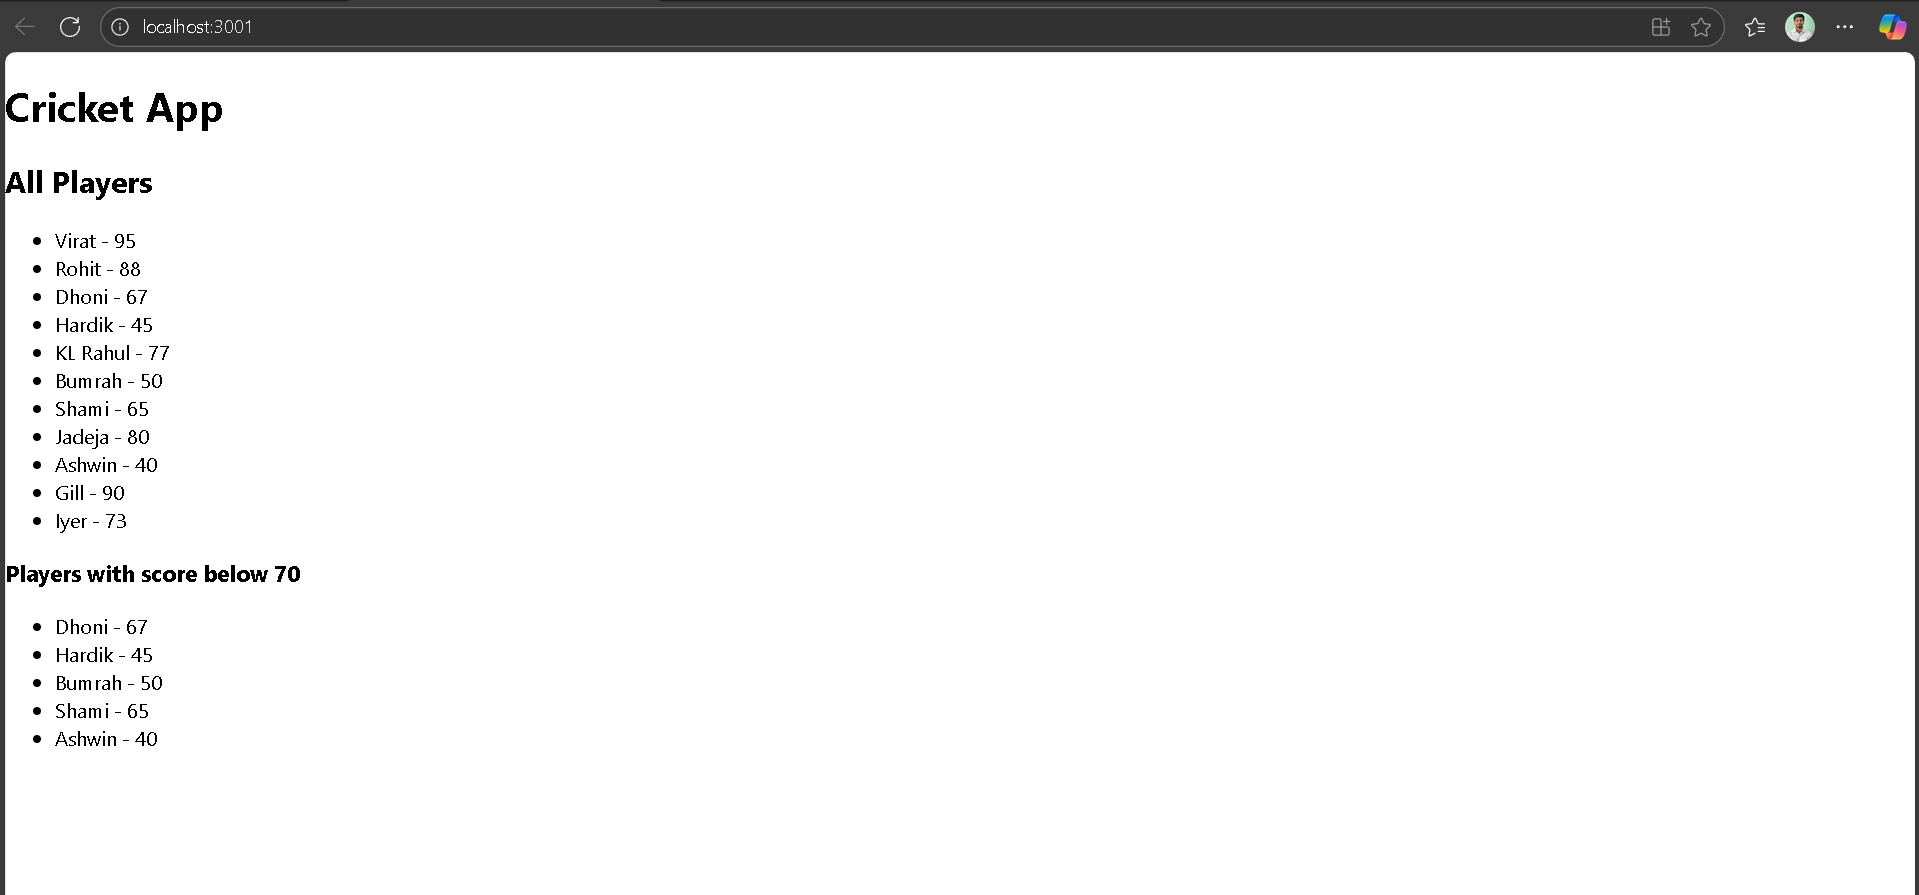 localhost:3001
Cricket App
All Players
Virat - 95
Rohit - 88
Dhoni - 67
Hardik - 45
KL Rahul - 77
Bumrah - 50
Shami - 65
Jadeja - 80
Ashwin - 40
Gill - 90
Iyer - 73
Players with score below 70
Dhoni - 67
Hardik - 45
Bumrah - 50
Shami - 65
Ashwin - 40